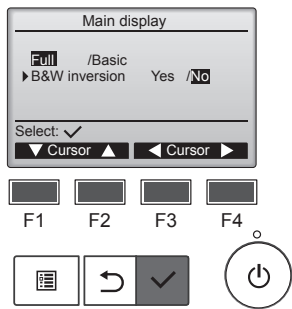 Main display
Full /Basic
▶B&W inversion Yes /No
Select: ✓
▼ Cursor ▲ ◀ Cursor ▶
F1 F2 F3 F4